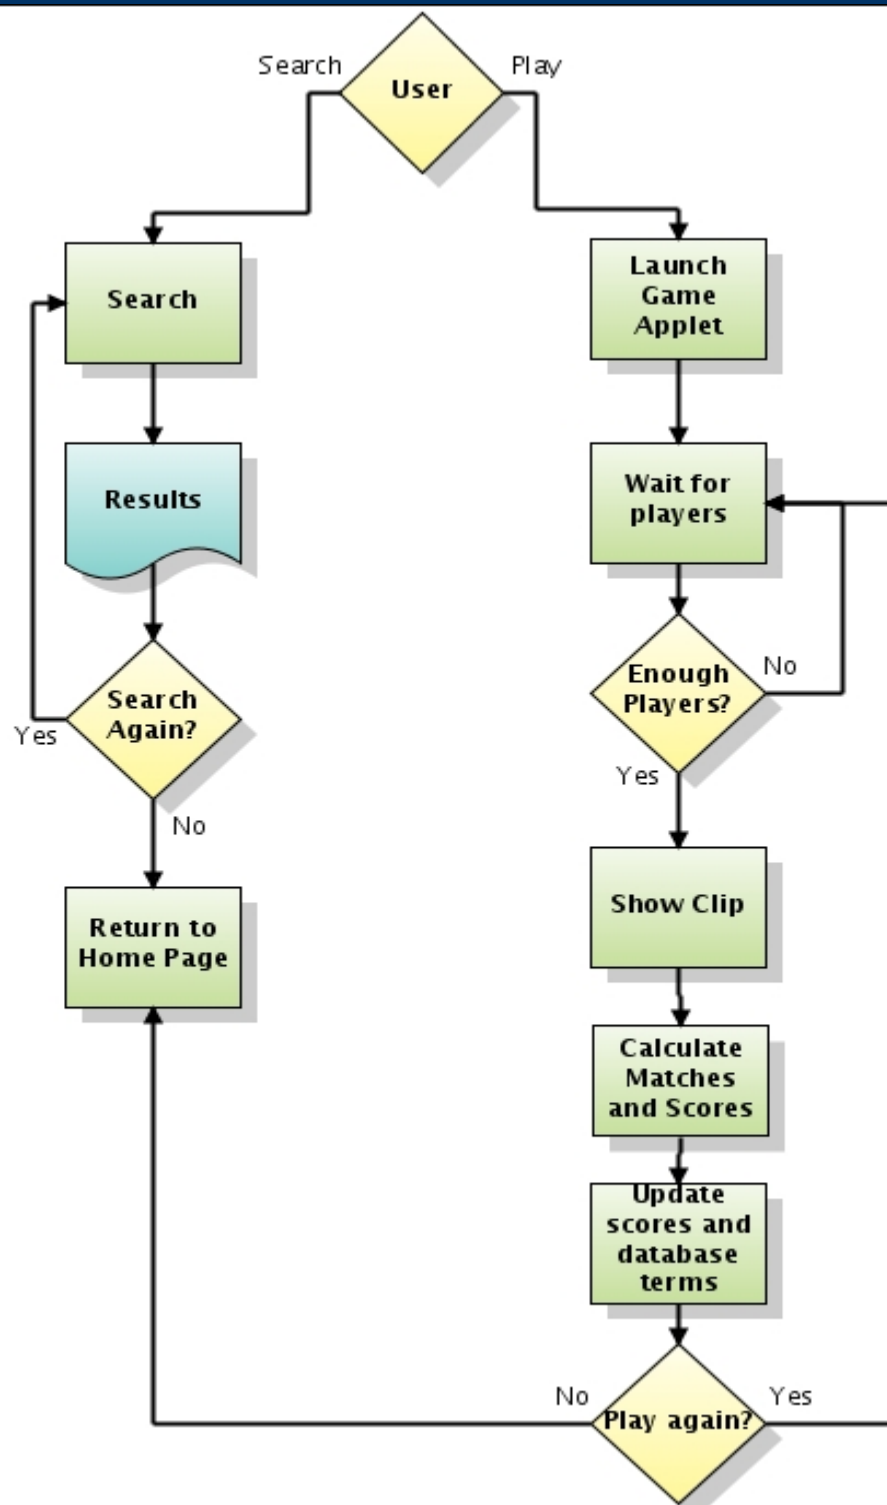 Search
Play
User
Search
Launch
Game
Applet
Results
Wait for
players
Search
Again?
Yes
No
Enough
Players?
No
Yes
Return to
Home Page
Show Clip
Calculate
Matches
and Scores
Update
scores and
database
terms
No
Play again?
Yes